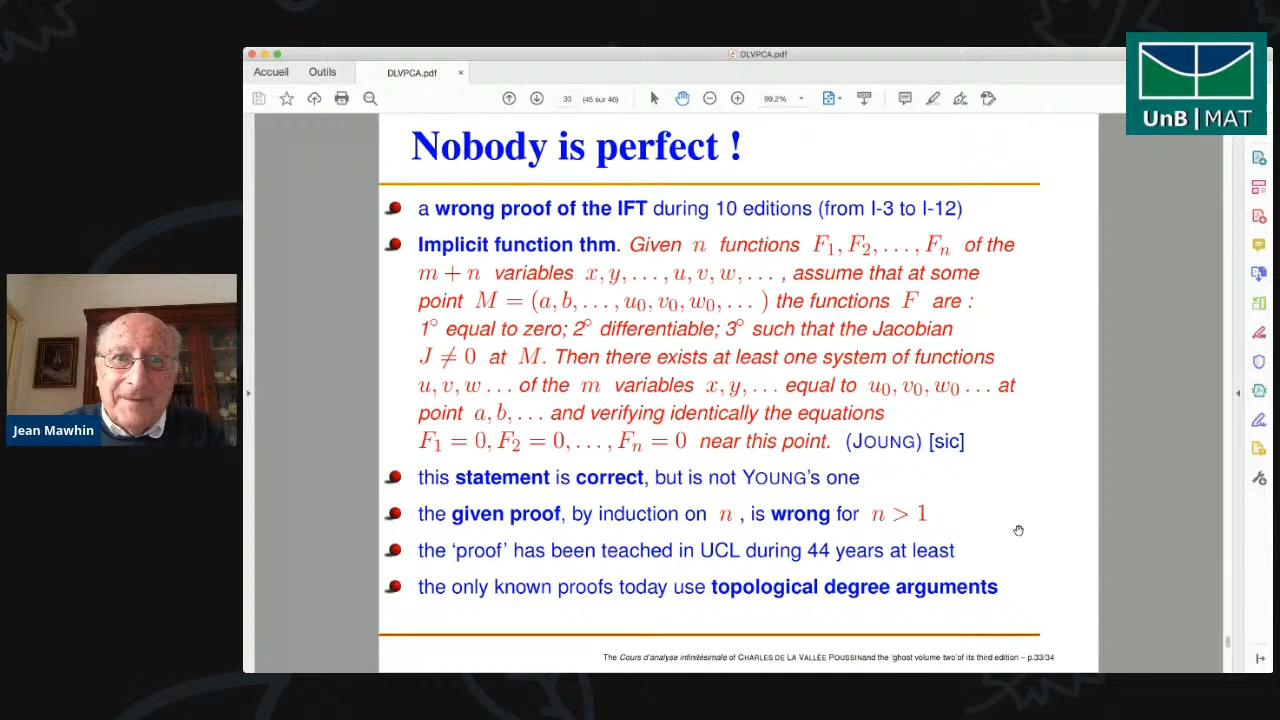 DLVPCA.pdf
Accueil Outils DLVPCA.pdf ×
33 (45 sur 46) 99,2%
UnB | MAT
Nobody is perfect !
a wrong proof of the IFT during 10 editions (from I-3 to I-12)
Implicit function thm. Given n functions F₁, F₂, . . . , Fₙ of the
m + n variables x, y, . . . , u, v, w, . . . , assume that at some
point M = (a, b, . . . , u₀, v₀, w₀, . . . ) the functions F are :
1° equal to zero; 2° differentiable; 3° such that the Jacobian
J ≠ 0 at M. Then there exists at least one system of functions
u, v, w . . . of the m variables x, y, . . . equal to u₀, v₀, w₀ . . . at
point a, b, . . . and verifying identically the equations
F₁ = 0, F₂ = 0, . . . , Fₙ = 0 near this point. (JOUNG) [sic]
this statement is correct, but is not YOUNG's one
the given proof, by induction on n , is wrong for n > 1
the ‘proof’ has been teached in UCL during 44 years at least
the only known proofs today use topological degree arguments
The Cours d'analyse infinitésimale of CHARLES DE LA VALLÉE POUSSINand the ‘ghost volume two’of its third edition – p.33/34
Jean Mawhin